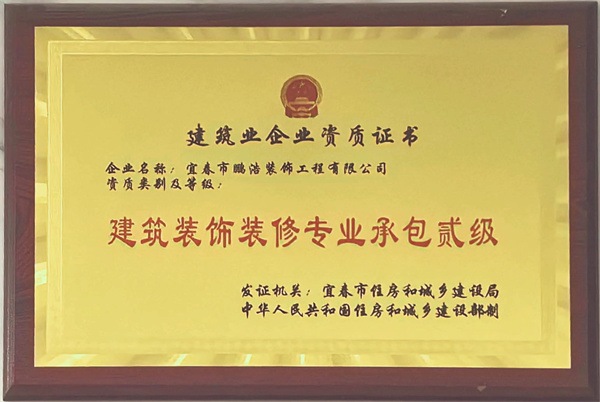 建筑业企业资质证书
企业名称：宜春市鹏浩装饰工程有限公司
资质类别及等级：
建筑装饰装修专业承包贰级
发证机关：宜春市住房和城乡建设局
中华人民共和国住房和城乡建设部制